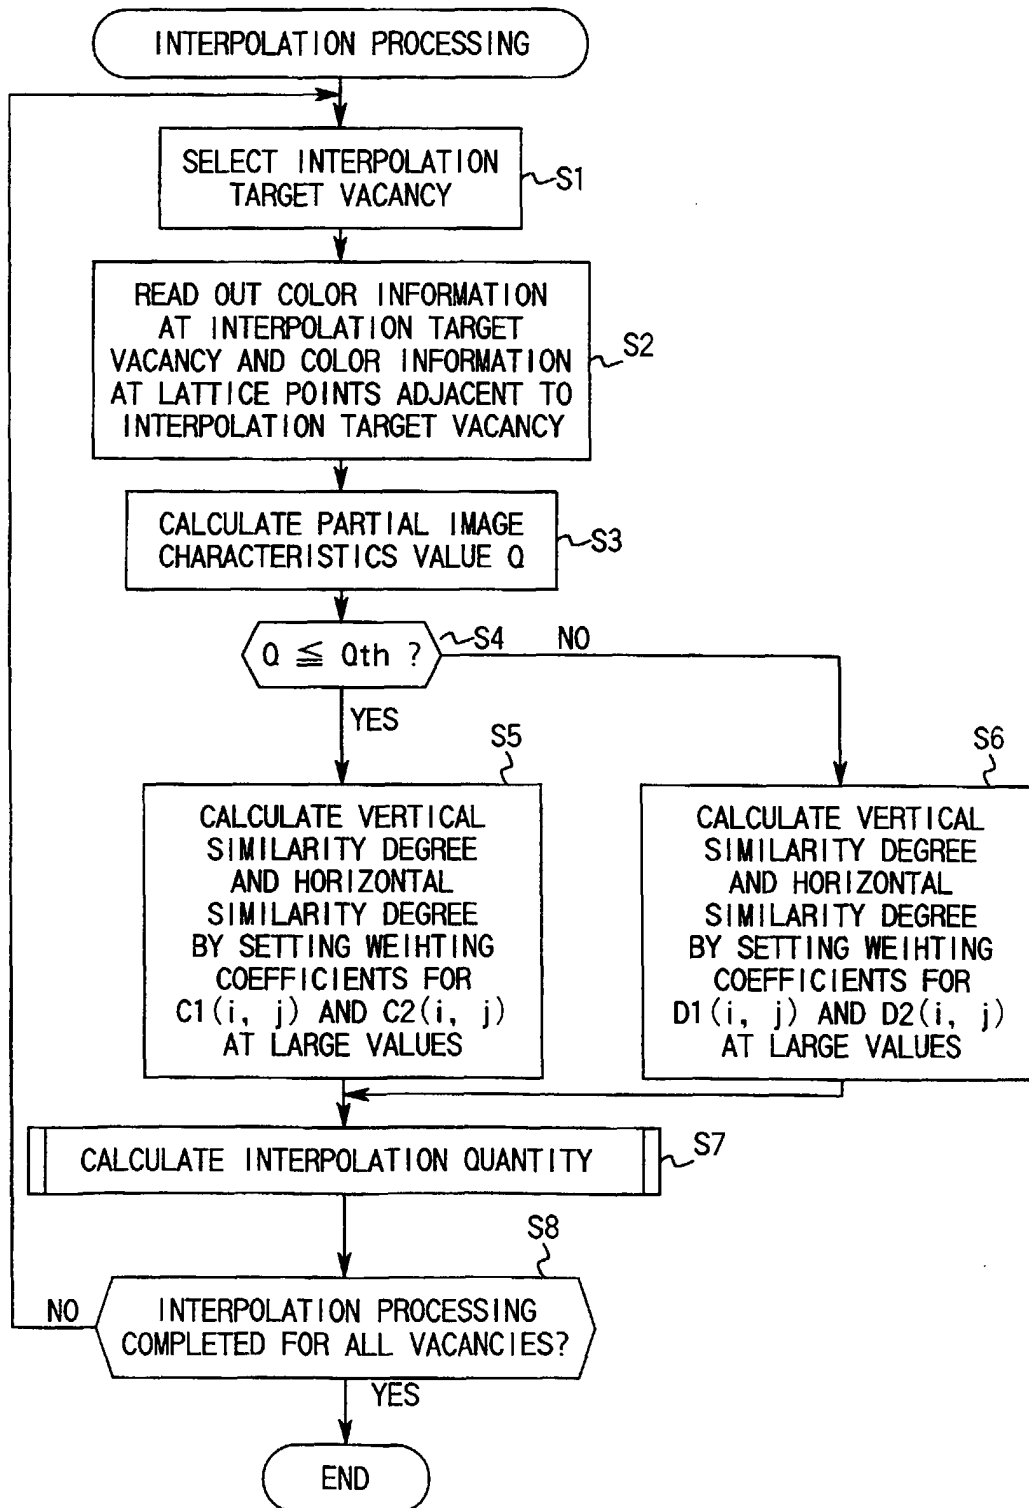 INTERPOLATION PROCESSING
SELECT INTERPOLATION
TARGET VACANCY
S1
READ OUT COLOR INFORMATION
AT INTERPOLATION TARGET
VACANCY AND COLOR INFORMATION
AT LATTICE POINTS ADJACENT TO
INTERPOLATION TARGET VACANCY
S2
CALCULATE PARTIAL IMAGE
CHARACTERISTICS VALUE Q
S3
Q ≦ Qth ?
S4
NO
YES
S5
CALCULATE VERTICAL
SIMILARITY DEGREE
AND HORIZONTAL
SIMILARITY DEGREE
BY SETTING WEIHTING
COEFFICIENTS FOR
C1(i, j) AND C2(i, j)
AT LARGE VALUES
S6
CALCULATE VERTICAL
SIMILARITY DEGREE
AND HORIZONTAL
SIMILARITY DEGREE
BY SETTING WEIHTING
COEFFICIENTS FOR
D1(i, j) AND D2(i, j)
AT LARGE VALUES
CALCULATE INTERPOLATION QUANTITY
S7
S8
INTERPOLATION PROCESSING
COMPLETED FOR ALL VACANCIES?
NO
YES
END